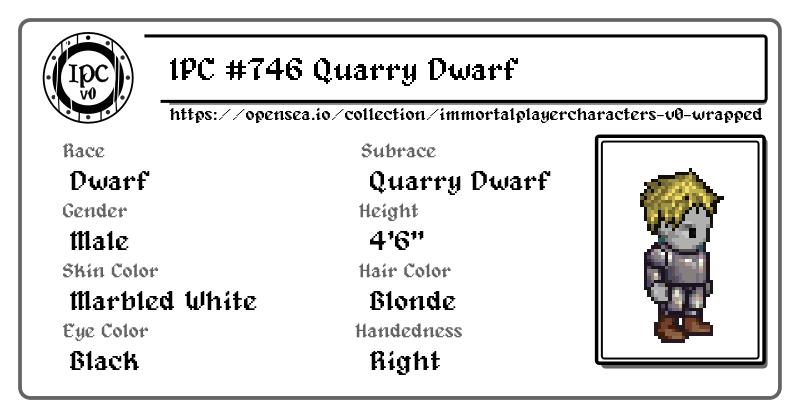 IPC
v0
IPC #746 Quarry Dwarf
https://opensea.io/collection/immortalplayercharacters-v0-wrapped
Race
Dwarf
Subrace
Quarry Dwarf
Gender
Male
Height
4'6"
Skin Color
Marbled White
Hair Color
Blonde
Eye Color
Black
Handedness
Right